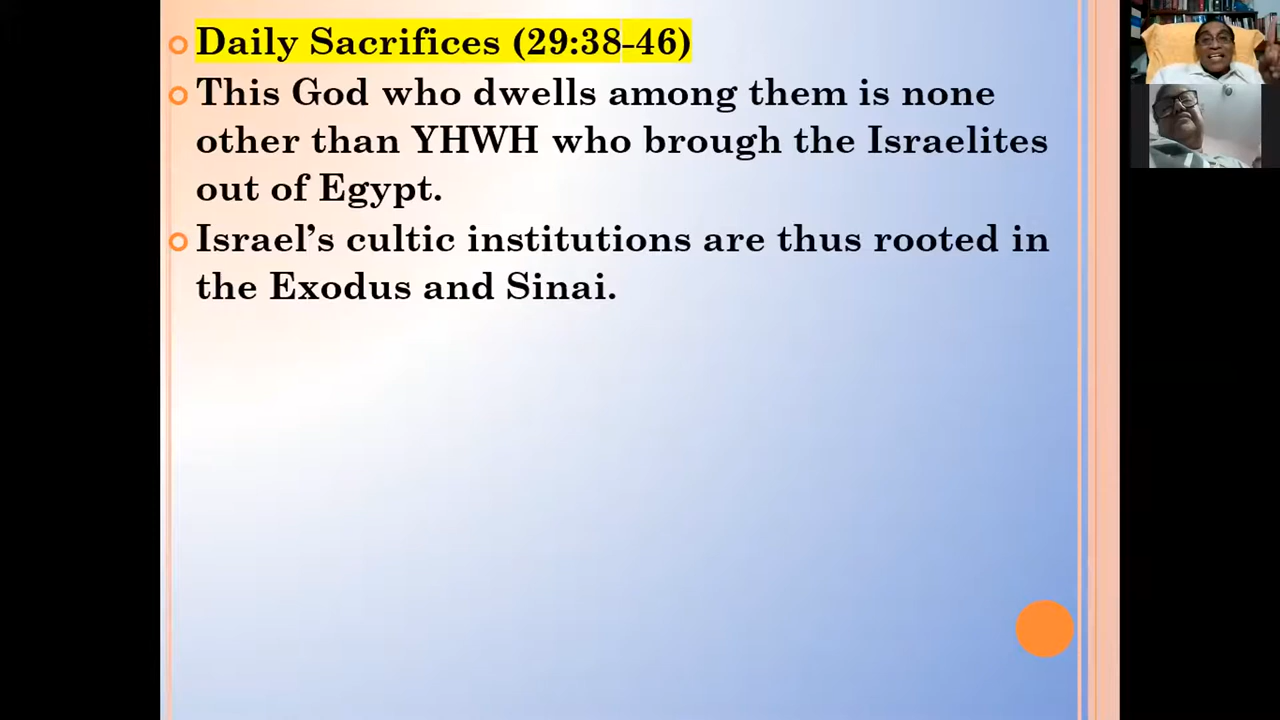 Daily Sacrifices (29:38-46)
This God who dwells among them is none
other than YHWH who brough the Israelites
out of Egypt.
Israel’s cultic institutions are thus rooted in
the Exodus and Sinai.